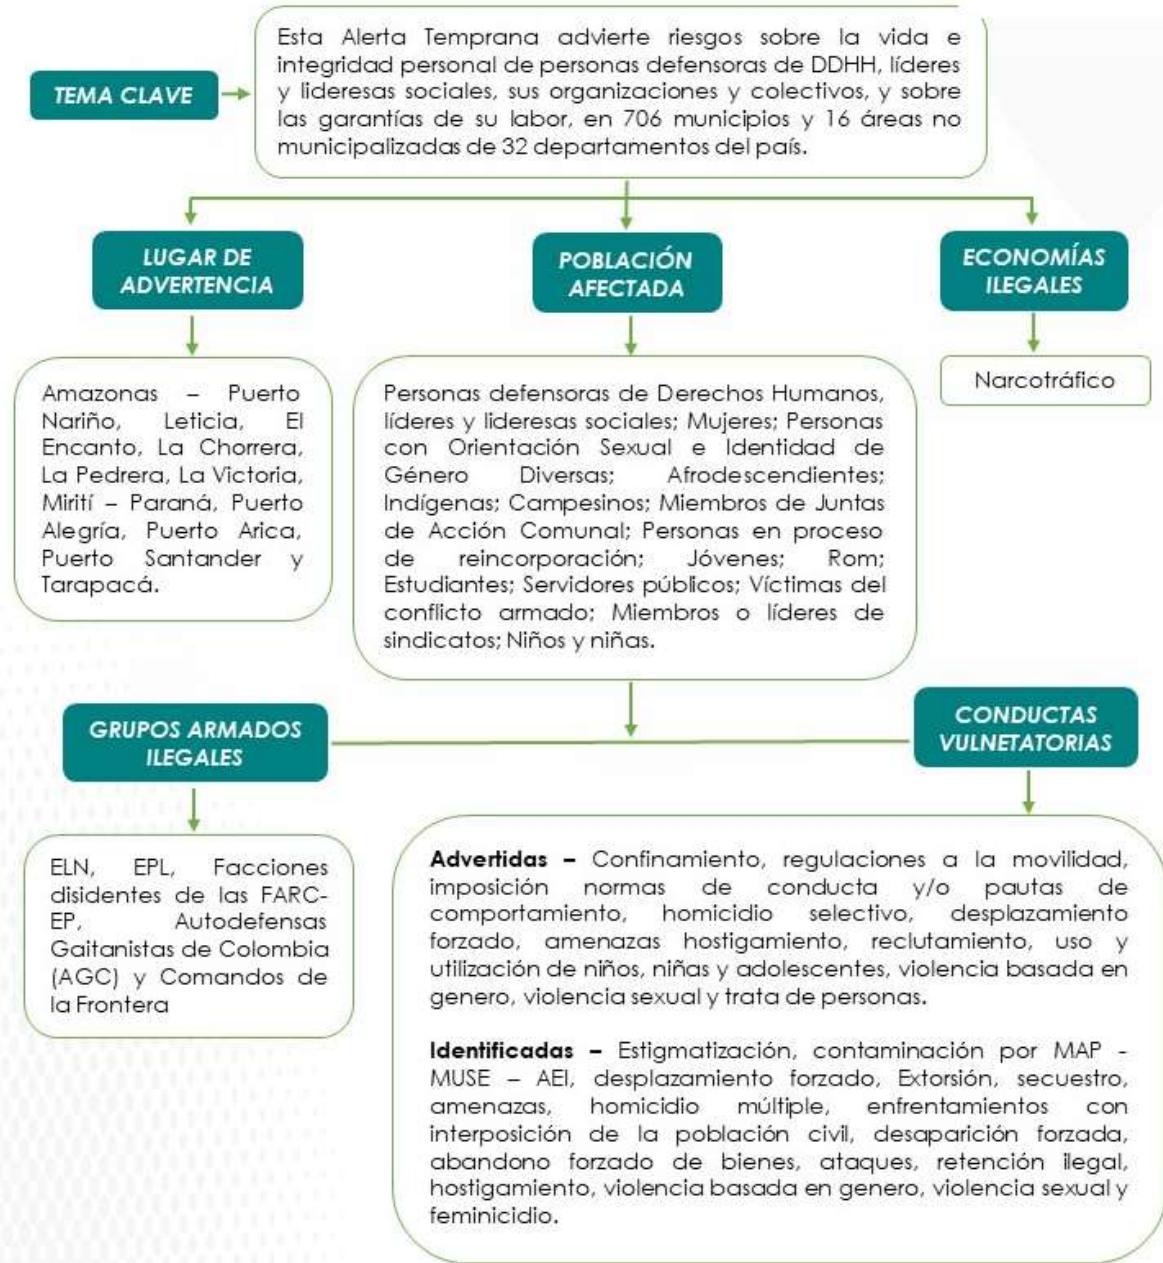 TEMA CLAVE
Esta Alerta Temprana advierte riesgos sobre la vida e
integridad personal de personas defensoras de DDHH, líderes
y lideresas sociales, sus organizaciones y colectivos, y sobre
las garantías de su labor, en 706 municipios y 16 áreas no
municipalizadas de 32 departamentos del país.
LUGAR DE
ADVERTENCIA
Amazonas – Puerto
Nariño, Leticia, El
Encanto, La Chorrera,
La Pedrera, La Victoria,
Mirití – Paraná, Puerto
Alegría, Puerto Arica,
Puerto Santander y
Tarapacá.
POBLACIÓN
AFECTADA
Personas defensoras de Derechos Humanos,
líderes y lideresas sociales; Mujeres; Personas
con Orientación Sexual e Identidad de
Género Diversas; Afrodescendientes;
Indígenas; Campesinos; Miembros de Juntas
de Acción Comunal; Personas en proceso
de reincorporación; Jóvenes; Rom;
Estudiantes; Servidores públicos; Víctimas del
conflicto armado; Miembros o líderes de
sindicatos; Niños y niñas.
ECONOMÍAS
ILEGALES
Narcotráfico
GRUPOS ARMADOS
ILEGALES
ELN, EPL, Facciones
disidentes de las FARC-
EP, Autodefensas
Gaitanistas de Colombia
(AGC) y Comandos de
la Frontera
CONDUCTAS
VULNETATORIAS
Advertidas – Confinamiento, regulaciones a la movilidad,
imposición normas de conducta y/o pautas de
comportamiento, homicidio selectivo, desplazamiento
forzado, amenazas hostigamiento, reclutamiento, uso y
utilización de niños, niñas y adolescentes, violencia basada en
genero, violencia sexual y trata de personas.
Identificadas – Estigmatización, contaminación por MAP -
MUSE – AEI, desplazamiento forzado, Extorsión, secuestro,
amenazas, homicidio múltiple, enfrentamientos con
interposición de la población civil, desaparición forzada,
abandono forzado de bienes, ataques, retención ilegal,
hostigamiento, violencia basada en genero, violencia sexual y
feminicidio.